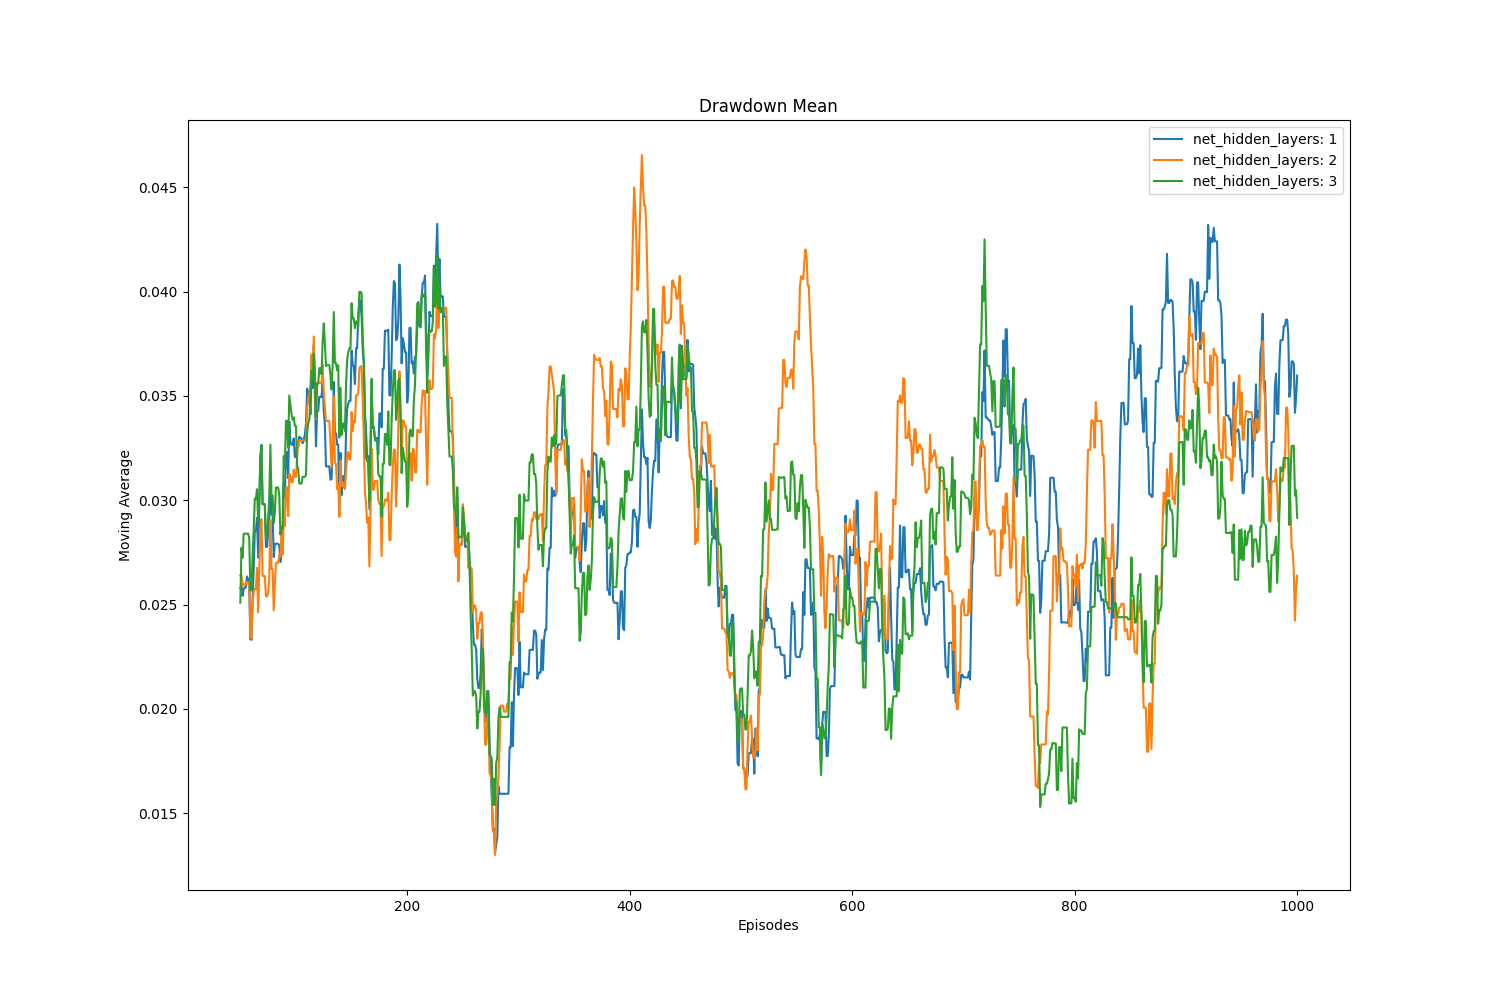 Drawdown Mean
net_hidden_layers: 1
net_hidden_layers: 2
net_hidden_layers: 3
0.045
0.040
0.035
0.030
0.025
0.020
0.015
Moving Average
200 400 600 800 1000
Episodes